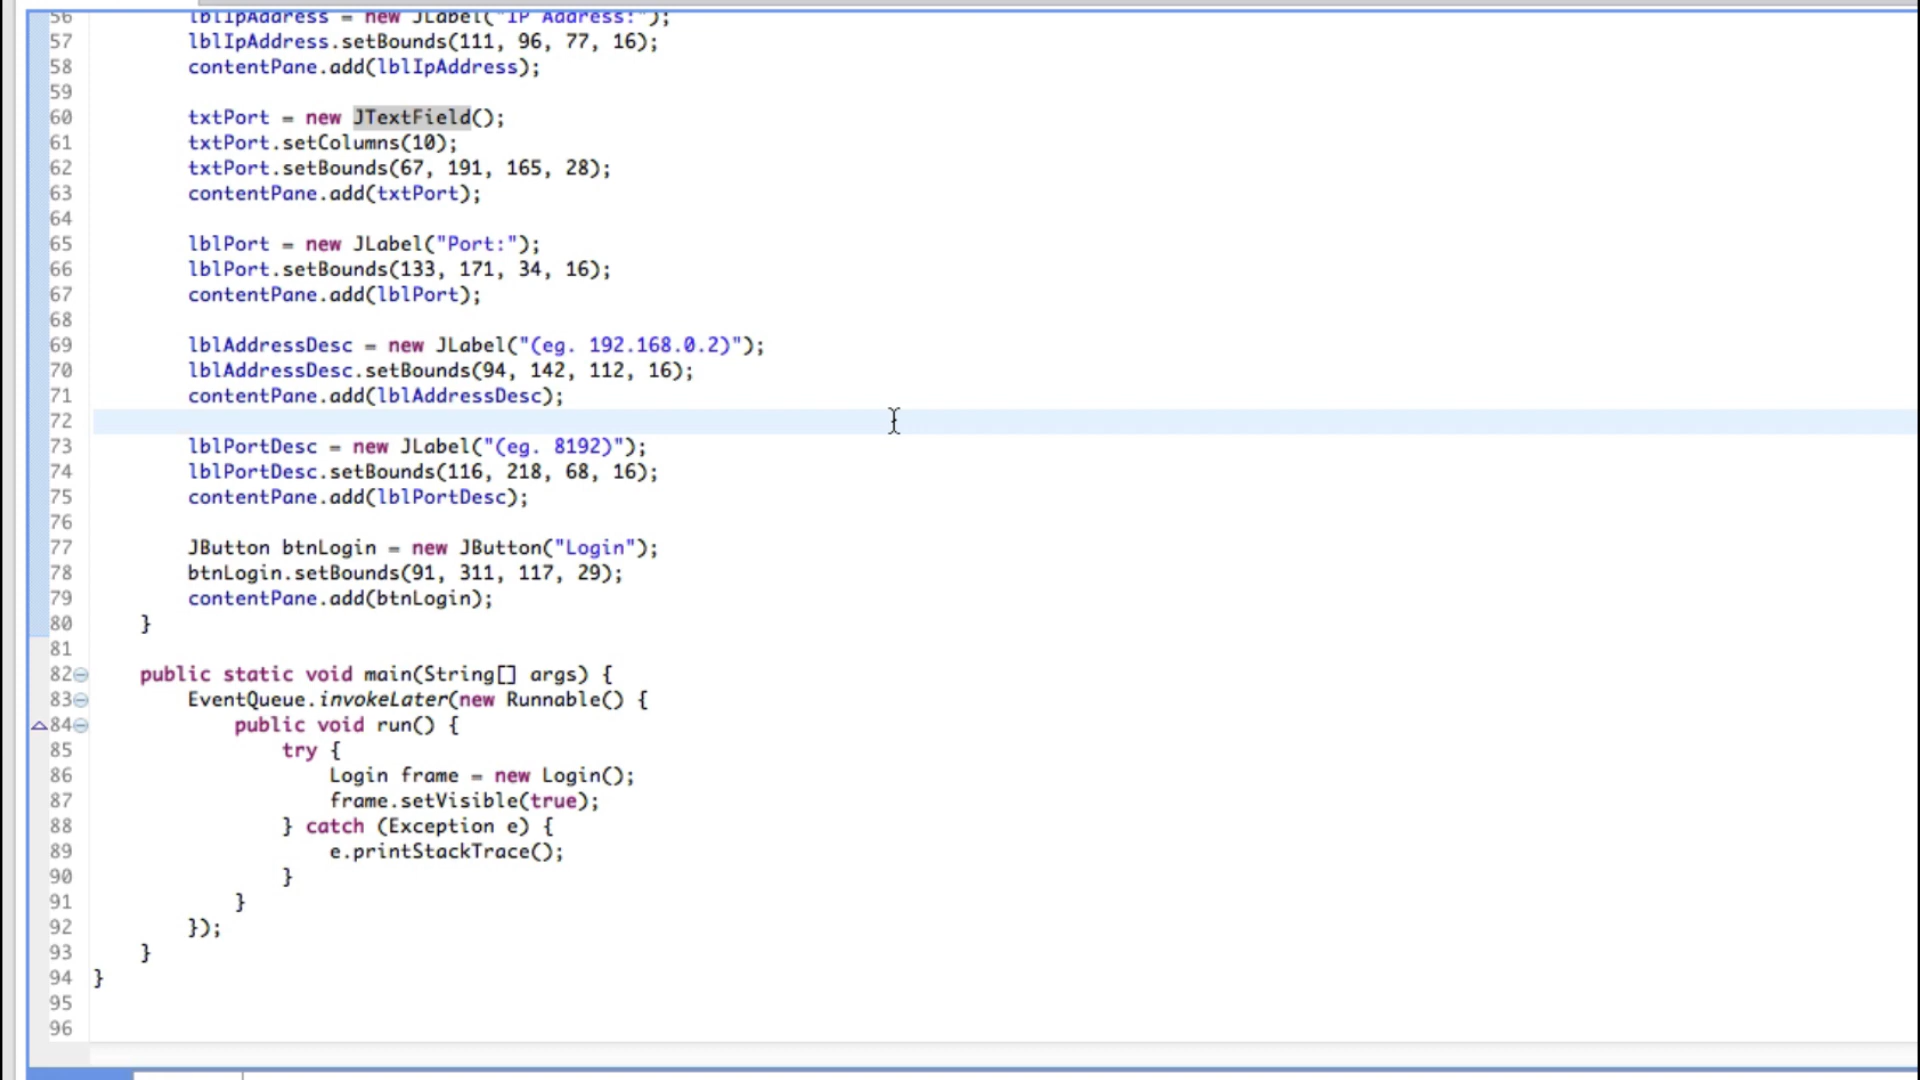 56 lblIpAddress = new JLabel("IP Address:");
57 lblIpAddress.setBounds(111, 96, 77, 16);
58 contentPane.add(lblIpAddress);
59
60 txtPort = new JTextField();
61 txtPort.setColumns(10);
62 txtPort.setBounds(67, 191, 165, 28);
63 contentPane.add(txtPort);
64
65 lblPort = new JLabel("Port:");
66 lblPort.setBounds(133, 171, 34, 16);
67 contentPane.add(lblPort);
68
69 lblAddressDesc = new JLabel("(eg. 192.168.0.2)");
70 lblAddressDesc.setBounds(94, 142, 112, 16);
71 contentPane.add(lblAddressDesc);
72
73 lblPortDesc = new JLabel("(eg. 8192)");
74 lblPortDesc.setBounds(116, 218, 68, 16);
75 contentPane.add(lblPortDesc);
76
77 JButton btnLogin = new JButton("Login");
78 btnLogin.setBounds(91, 311, 117, 29);
79 contentPane.add(btnLogin);
80 }
81
82 public static void main(String[] args) {
83 EventQueue.invokeLater(new Runnable() {
84 public void run() {
85 try {
86 Login frame = new Login();
87 frame.setVisible(true);
88 } catch (Exception e) {
89 e.printStackTrace();
90 }
91 }
92 });
93 }
94 }
95
96